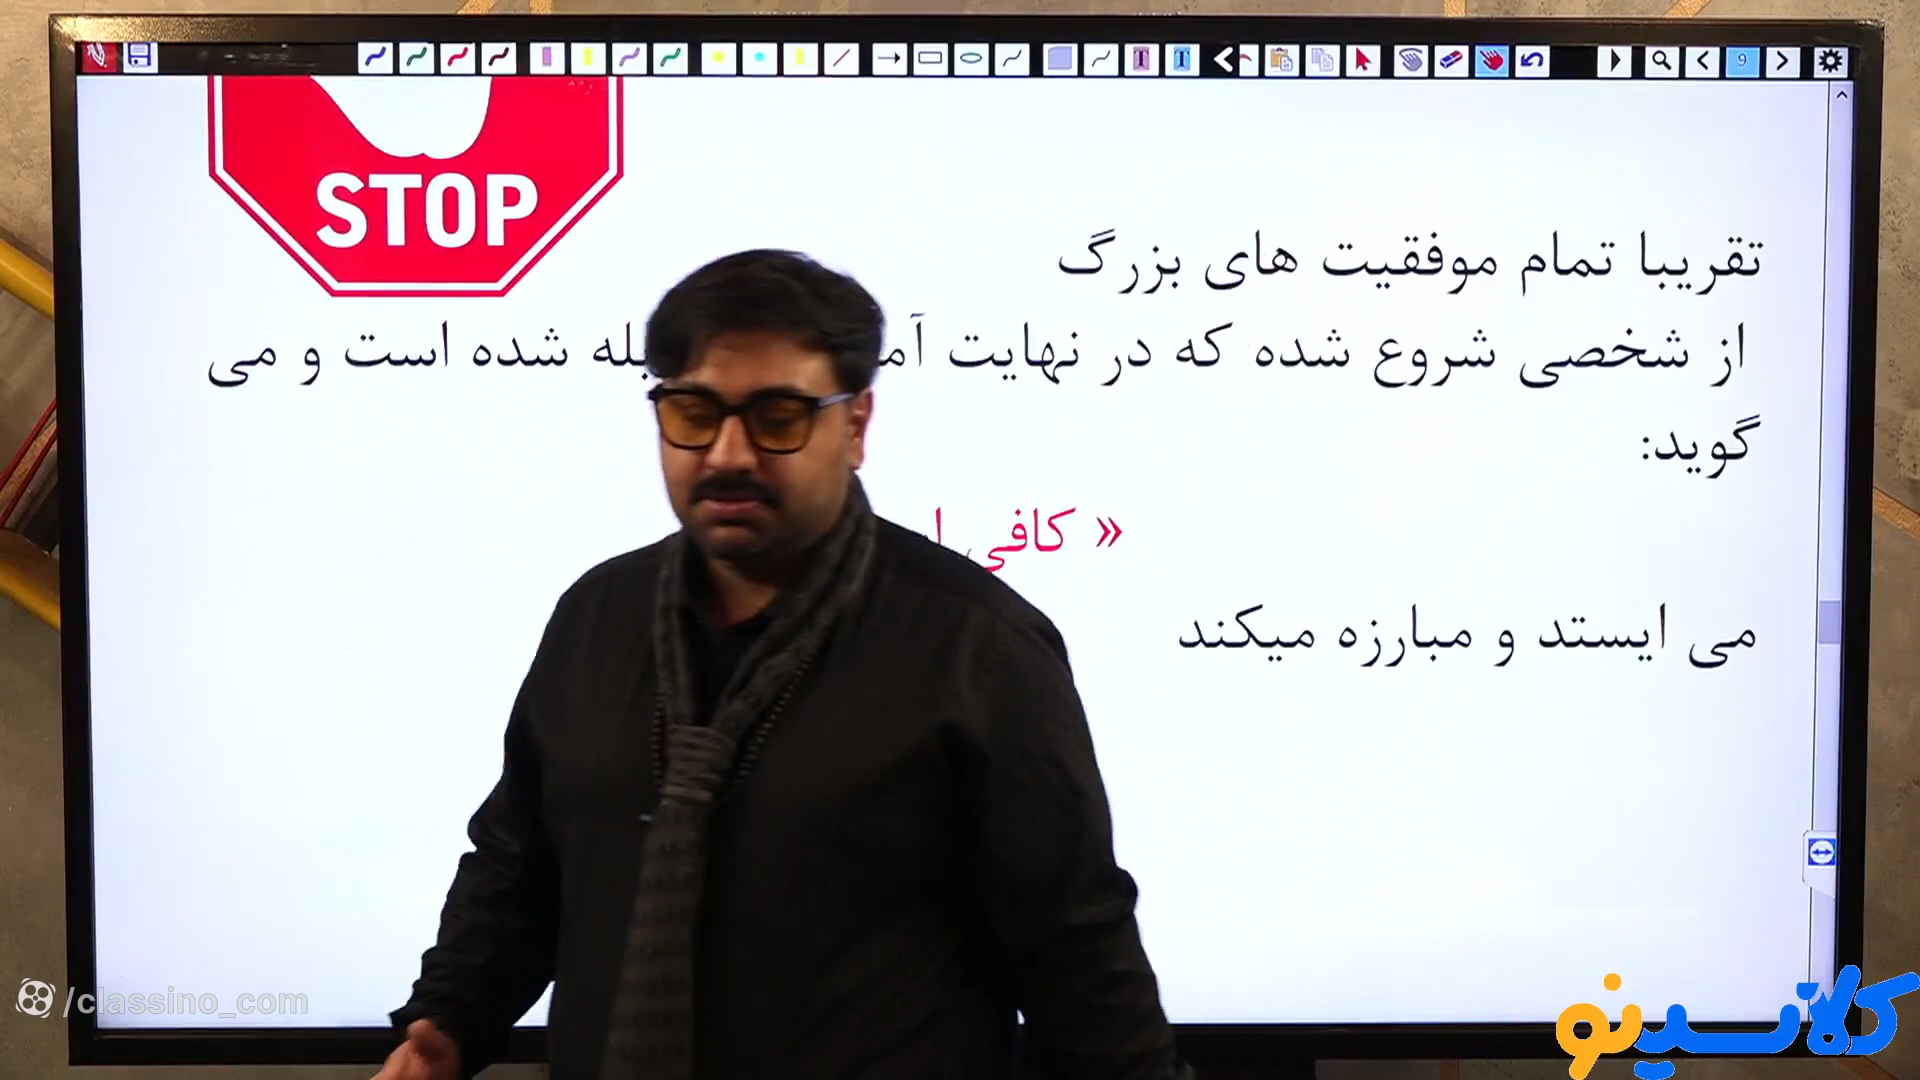 9
STOP
تقریبا تمام موفقیت های بزرگ
از شخصی شروع شده که در نهایت شده است و می
گوید:
« کافی
می ایستد و مبارزه میکند
/classino_com
کلاسینو